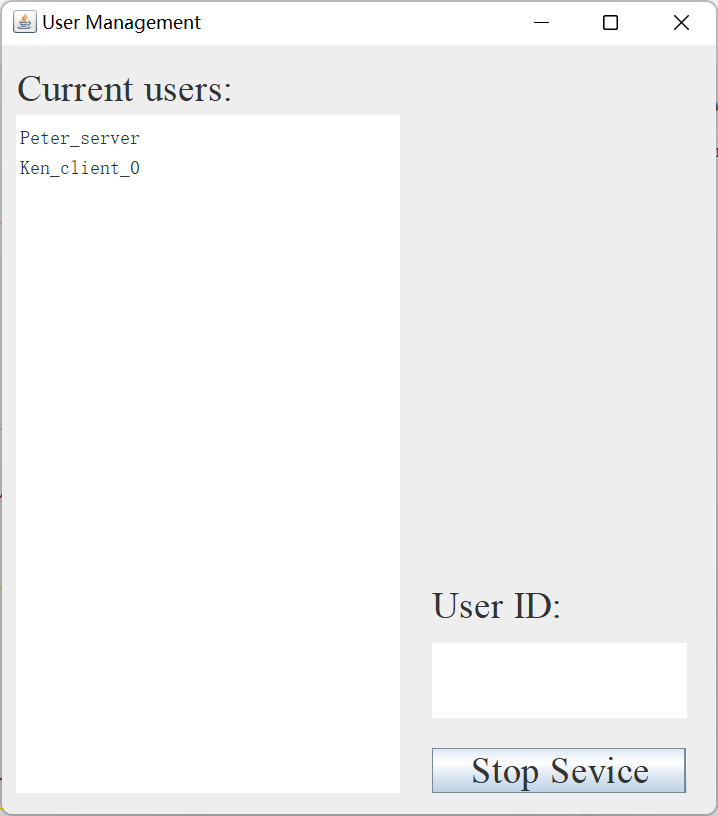 User Management
Current users:
Peter_server
Ken_client_0
User ID:
Stop Sevice